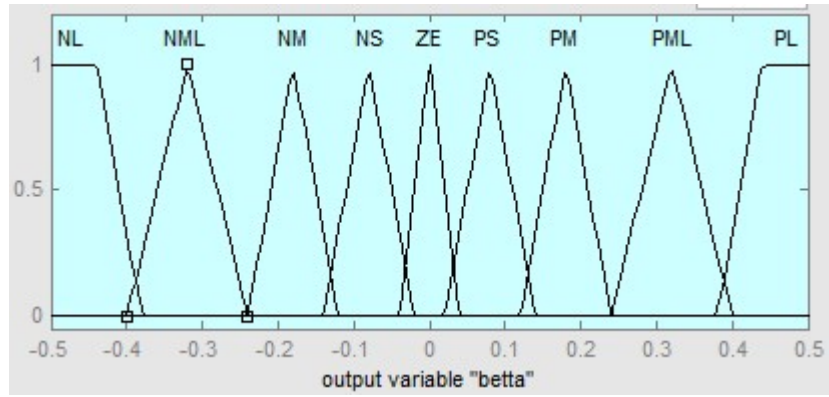 NL NML NM NS ZE PS PM PML PL
1
0.5
0
-0.5 -0.4 -0.3 -0.2 -0.1 0 0.1 0.2 0.3 0.4 0.5
output variable "betta"